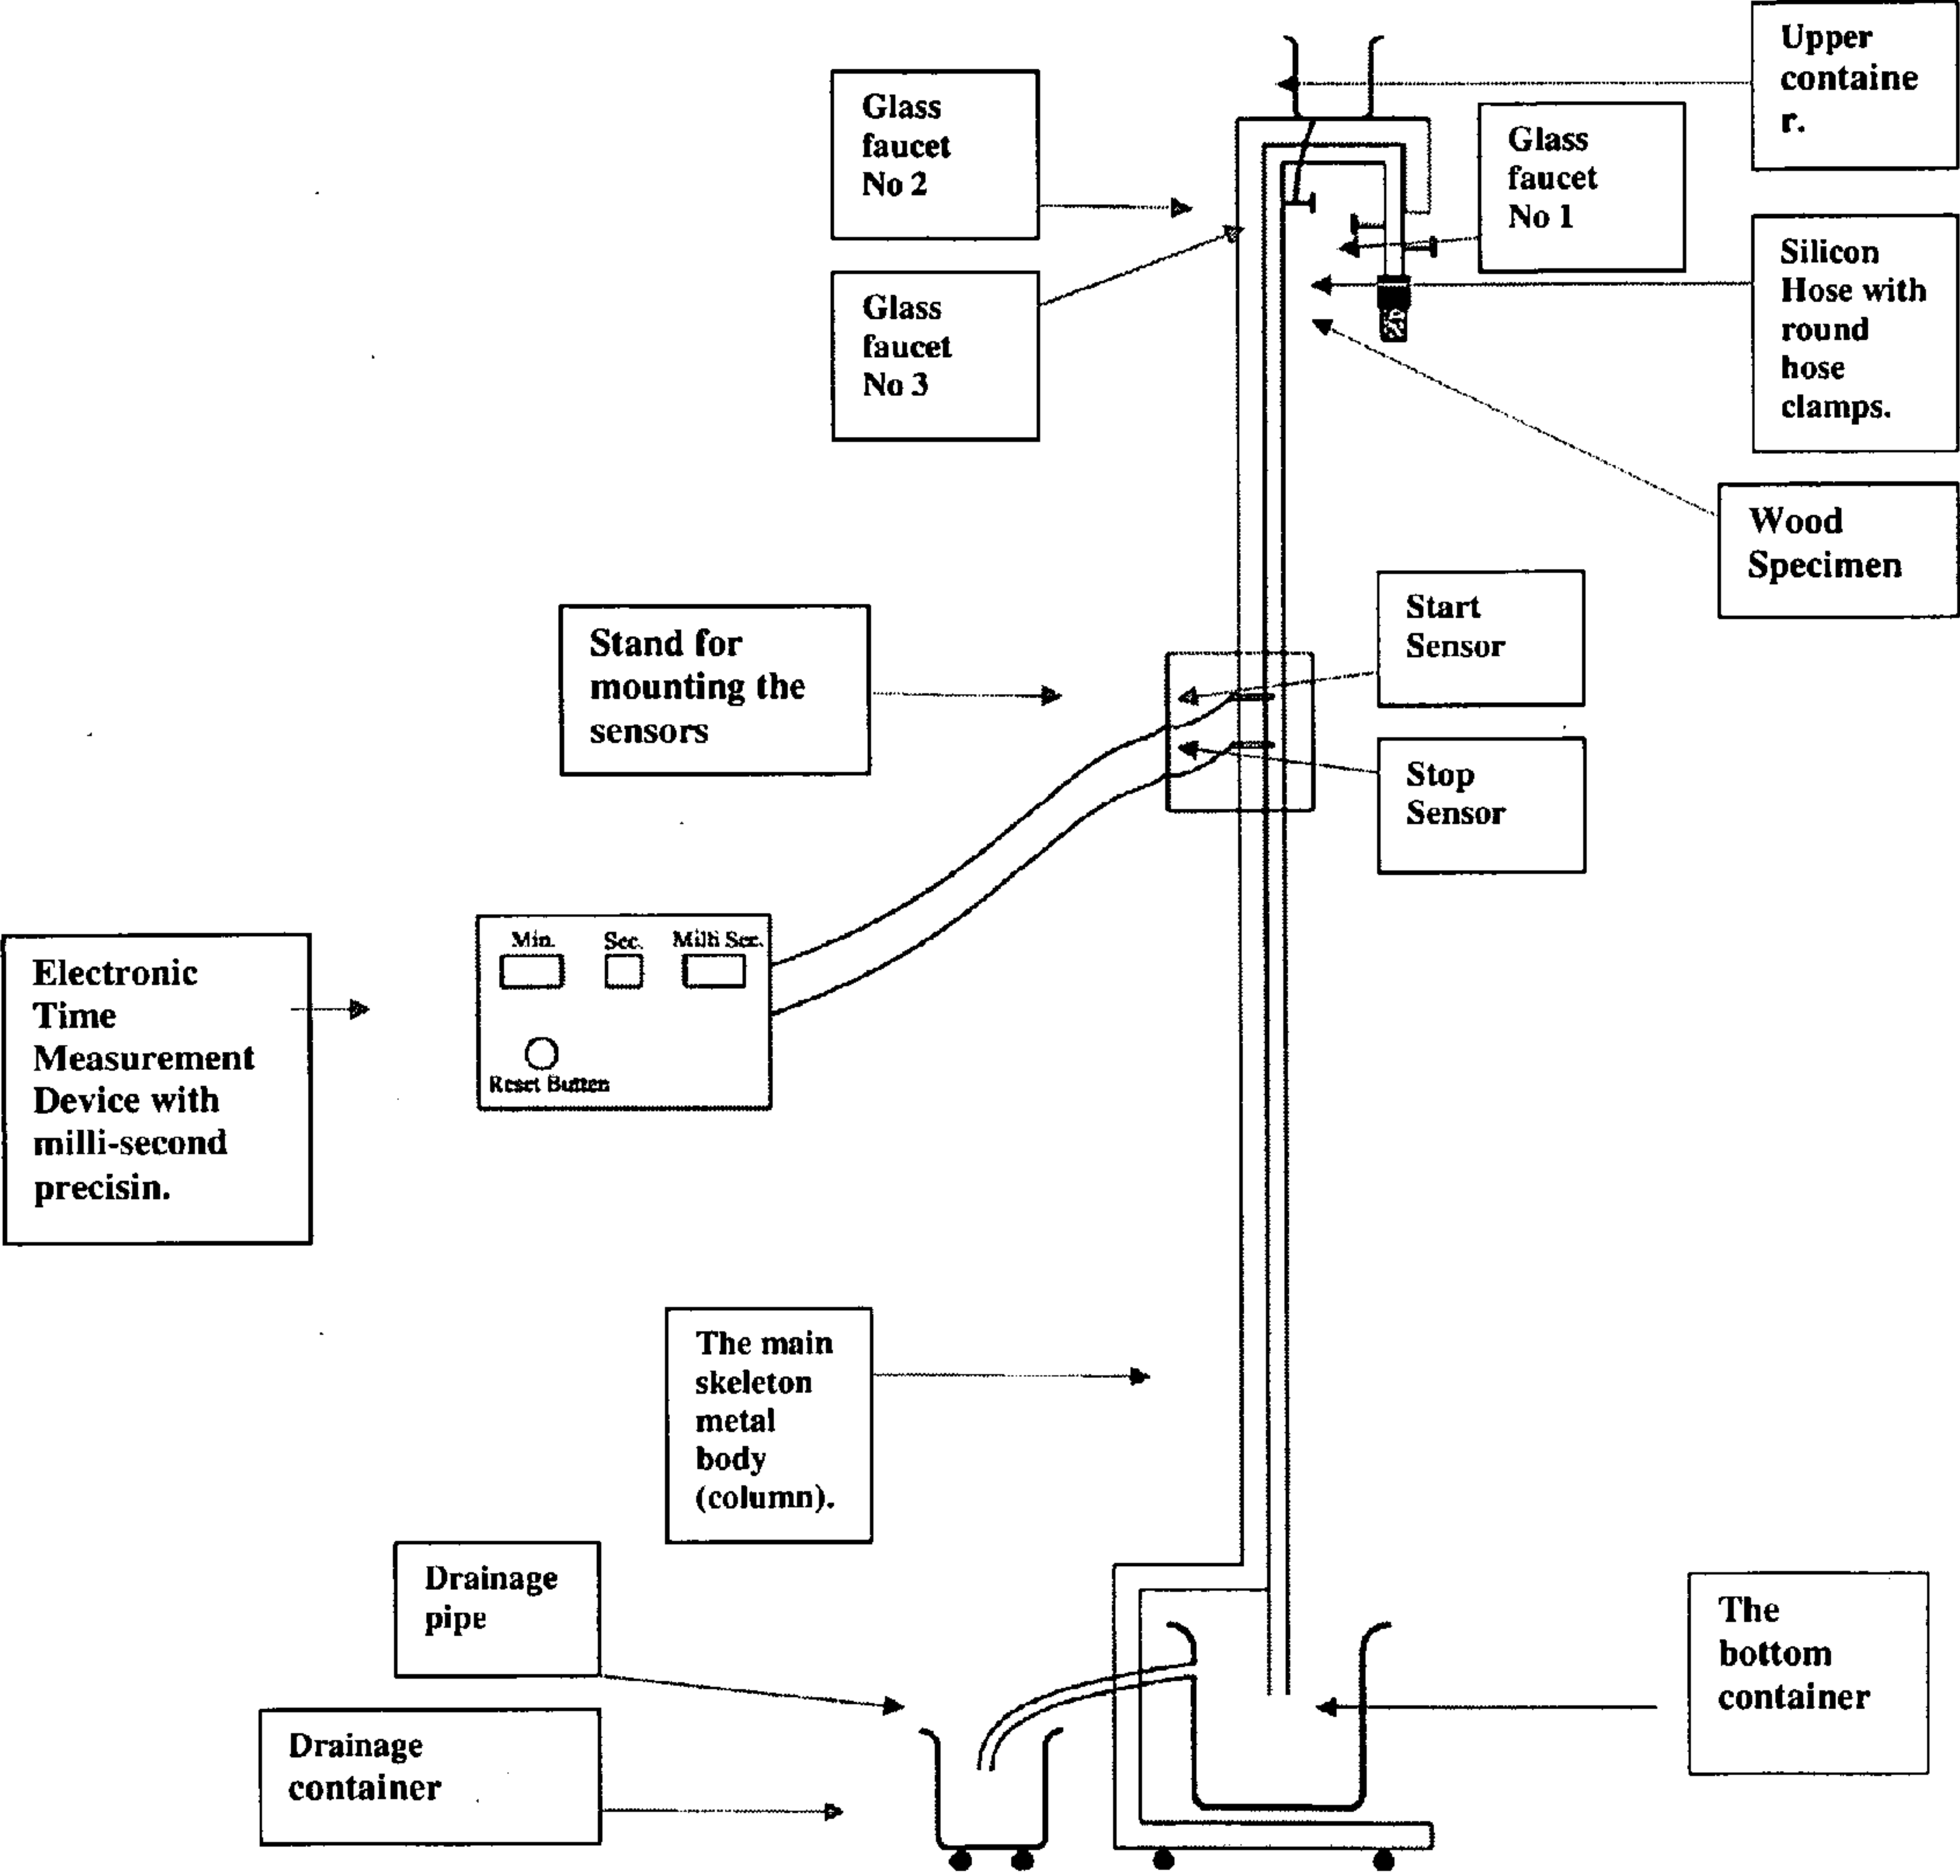 Upper
containe
r.
Glass
faucet
No 2
Glass
faucet
No 1
Silicon
Hose with
round
hose
clamps.
Glass
faucet
No 3
Wood
Specimen
Start
Sensor
Stand for
mounting the
sensors
Stop
Sensor
Min. Sec. Milli Sec.
Reset Butten
Electronic
Time
Measurement
Device with
milli-second
precisin.
The main
skeleton
metal
body
(column).
Drainage
pipe
The
bottom
container
Drainage
container